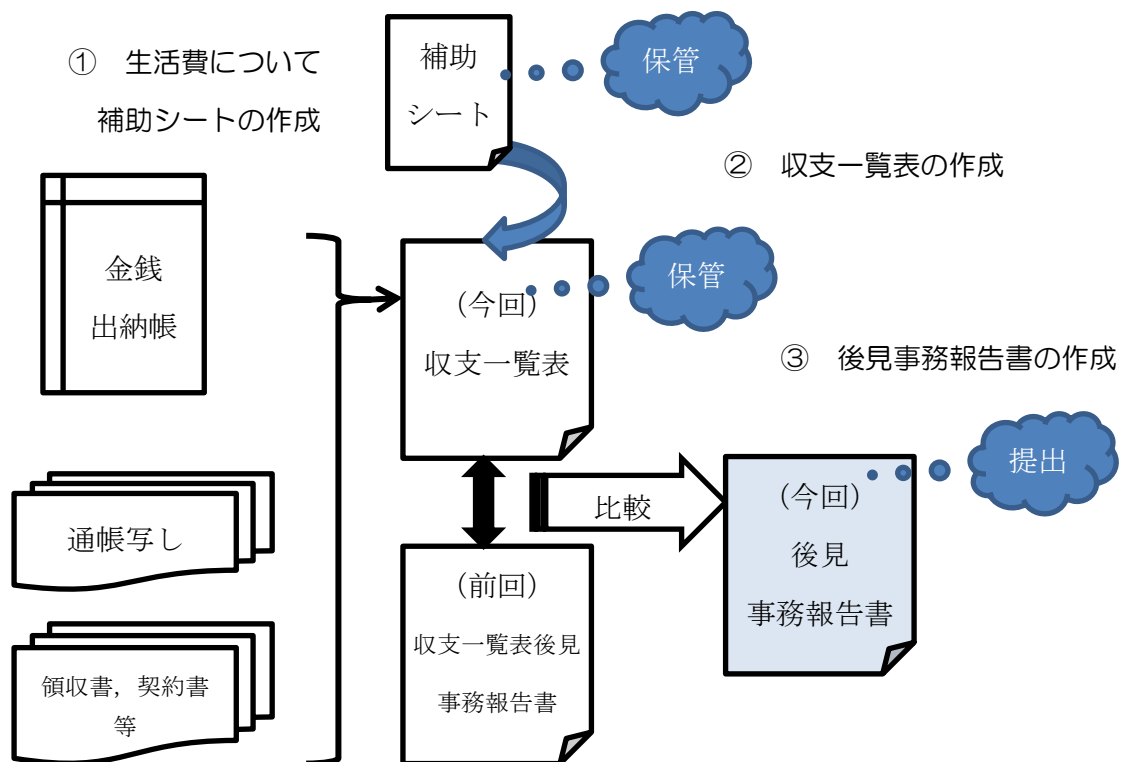 ① 生活費について
補助シートの作成
補助
シート
保管
② 収支一覧表の作成
金銭
出納帳
(今回)
収支一覧表
保管
③ 後見事務報告書の作成
通帳写し
領収書，契約書
等
比較
(前回)
収支一覧表後見
事務報告書
(今回)
後見
事務報告書
提出